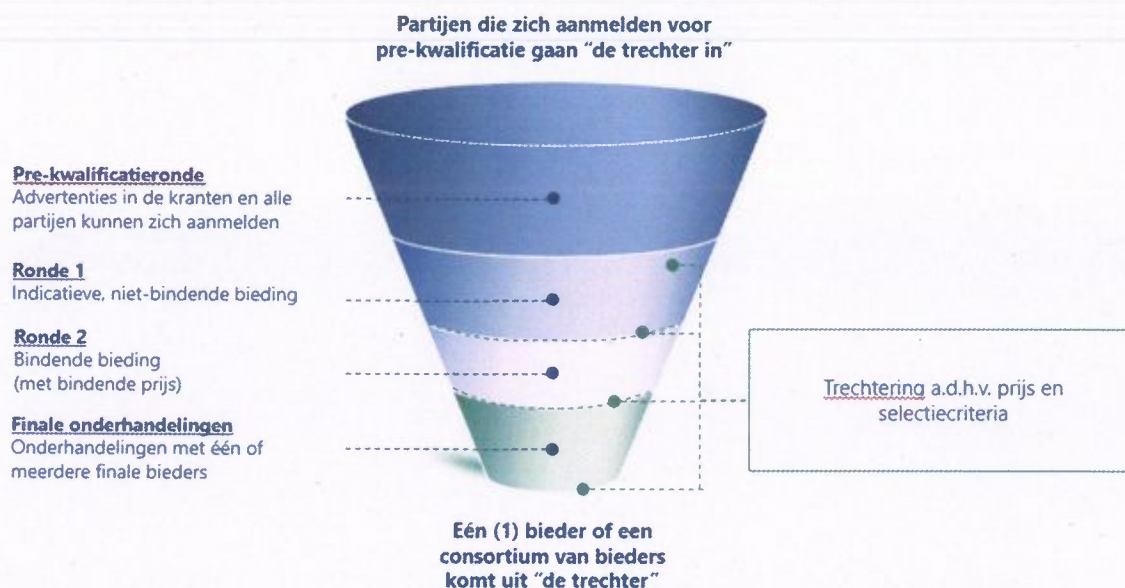 Partijen die zich aanmelden voor
pre-kwalificatie gaan “de trechter in”
Pre-kwalificatieronde
Advertenties in de kranten en alle
partijen kunnen zich aanmelden
Ronde 1
Indicatieve, niet-bindende bieding
Ronde 2
Bindende bieding
(met bindende prijs)
Finale onderhandelingen
Onderhandelingen met één of
meerdere finale bieders
Trechtering a.d.h.v. prijs en
selectiecriteria
Eén (1) bieder of een
consortium van bieders
komt uit “de trechter”